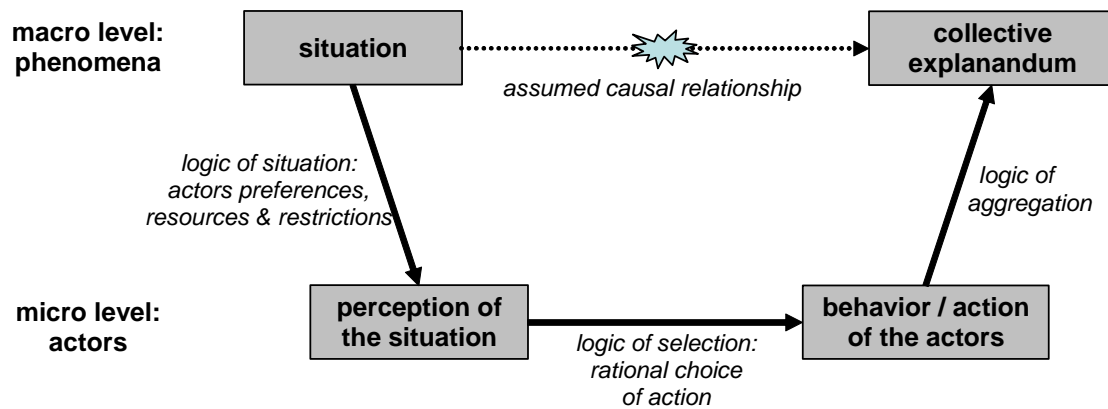 macro level:
phenomena
situation
collective
explanandum
assumed causal relationship
logic of situation:
actors preferences,
resources & restrictions
logic of
aggregation
micro level:
actors
perception of
the situation
behavior / action
of the actors
logic of selection:
rational choice
of action